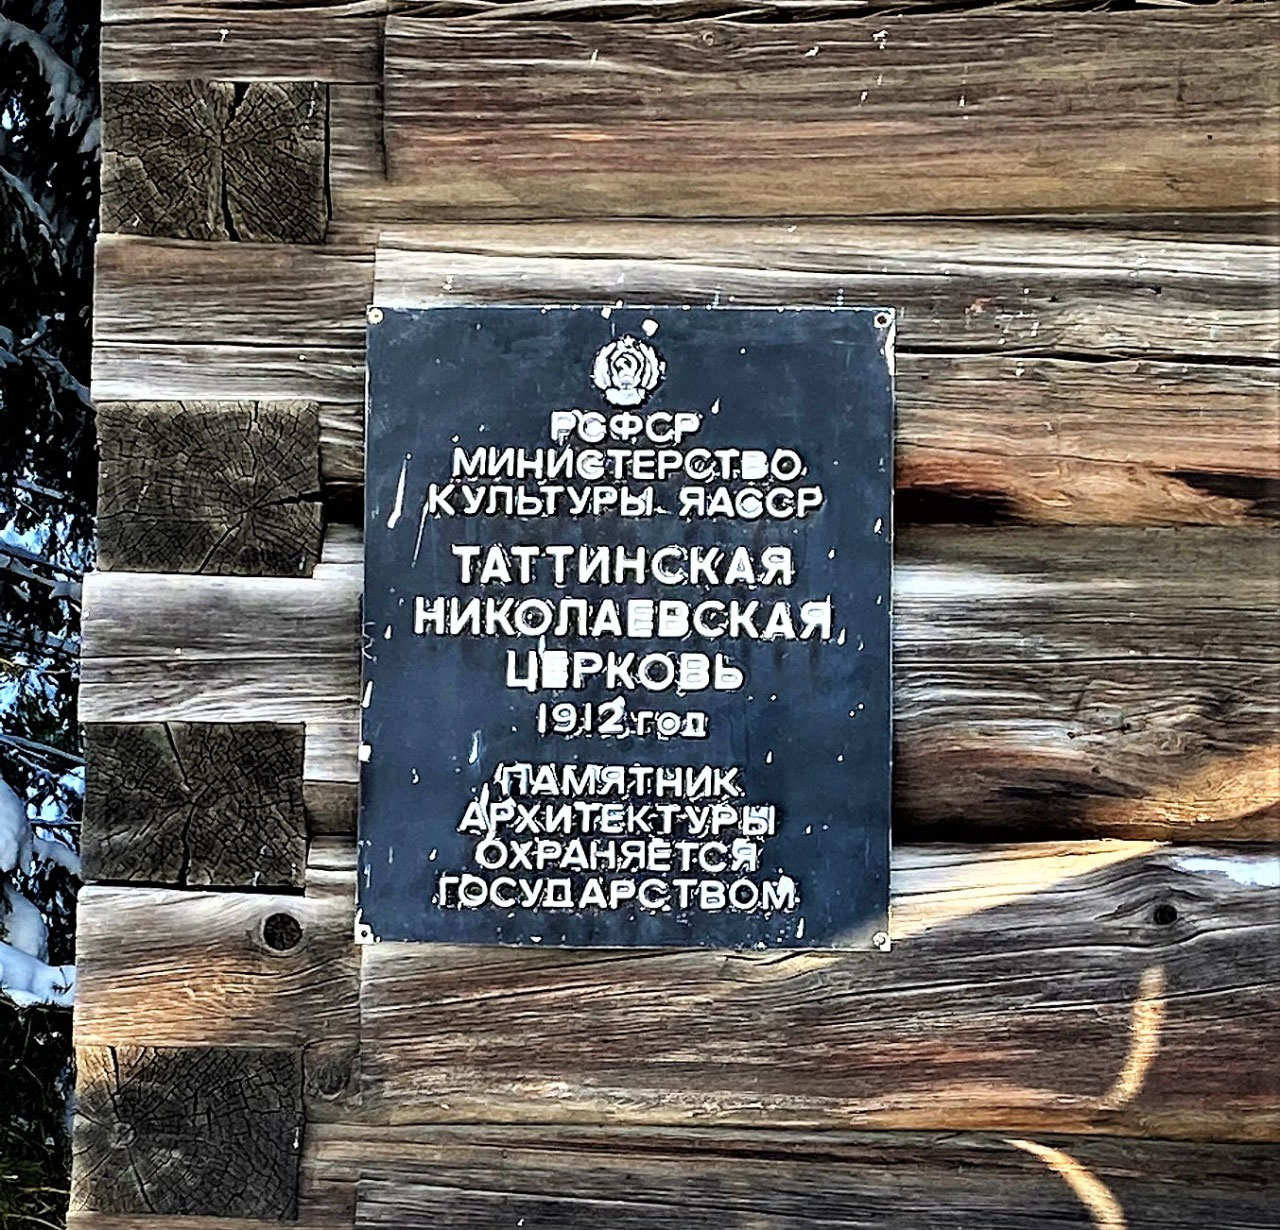 РСФСР
МИНИСТЕРСТВО
КУЛЬТУРЫ ЯАССР
ТАТТИНСКАЯ
НИКОЛАЕВСКАЯ
ЦЕРКОВЬ
1912 год
ПАМЯТНИК
АРХИТЕКТУРЫ
ОХРАНЯЕТСЯ
ГОСУДАРСТВОМ